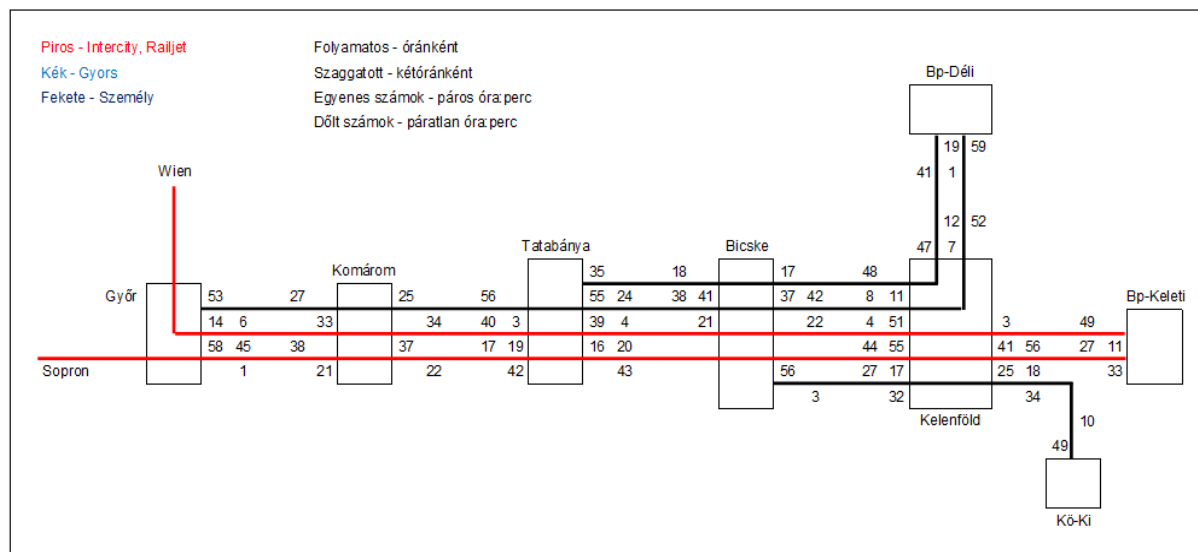 Piros - Intercity, Railjet Folyamatos - óránként
Kék - Gyors Szaggatott - kétóránként
Fekete - Személy Egyenes számok - páros óra:perc
Dőlt számok - páratlan óra:perc
Bp-Déli
19 59
Wien 41 1
12 52
Tatabánya Bicske 47 7
Komárom 35 18 17 48
Győr 53 27 25 56 55 24 38 41 37 42 8 11 Bp-Keleti
14 6 33 34 40 3 39 4 21 22 4 51 3 49
58 45 38 37 17 19 16 20 44 55 41 56 27 11
Sopron 1 21 22 42 43 56 27 17 25 18 33
3 32 34
Kelenföld 10
49
Kö-Ki